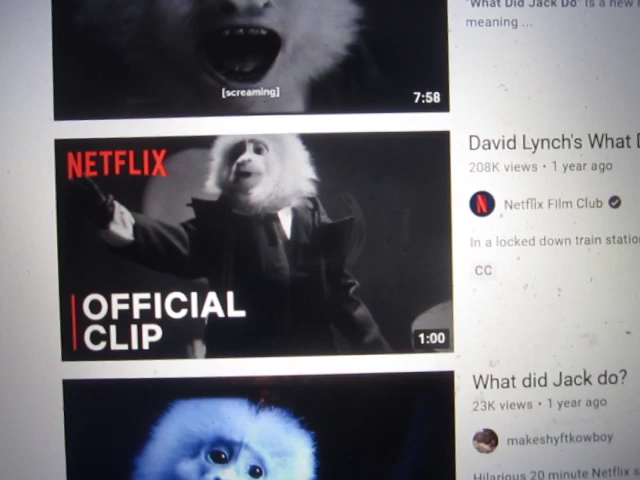 "What Did Jack Do" is a new
meaning ...
[screaming]
7:58
NETFLIX
OFFICIAL
CLIP
1:00
David Lynch's What D
208K views • 1 year ago
N Netflix Film Club
In a locked down train station
CC
What did Jack do?
23K views • 1 year ago
makeshyftkowboy
Hilarious 20 minute Netflix s